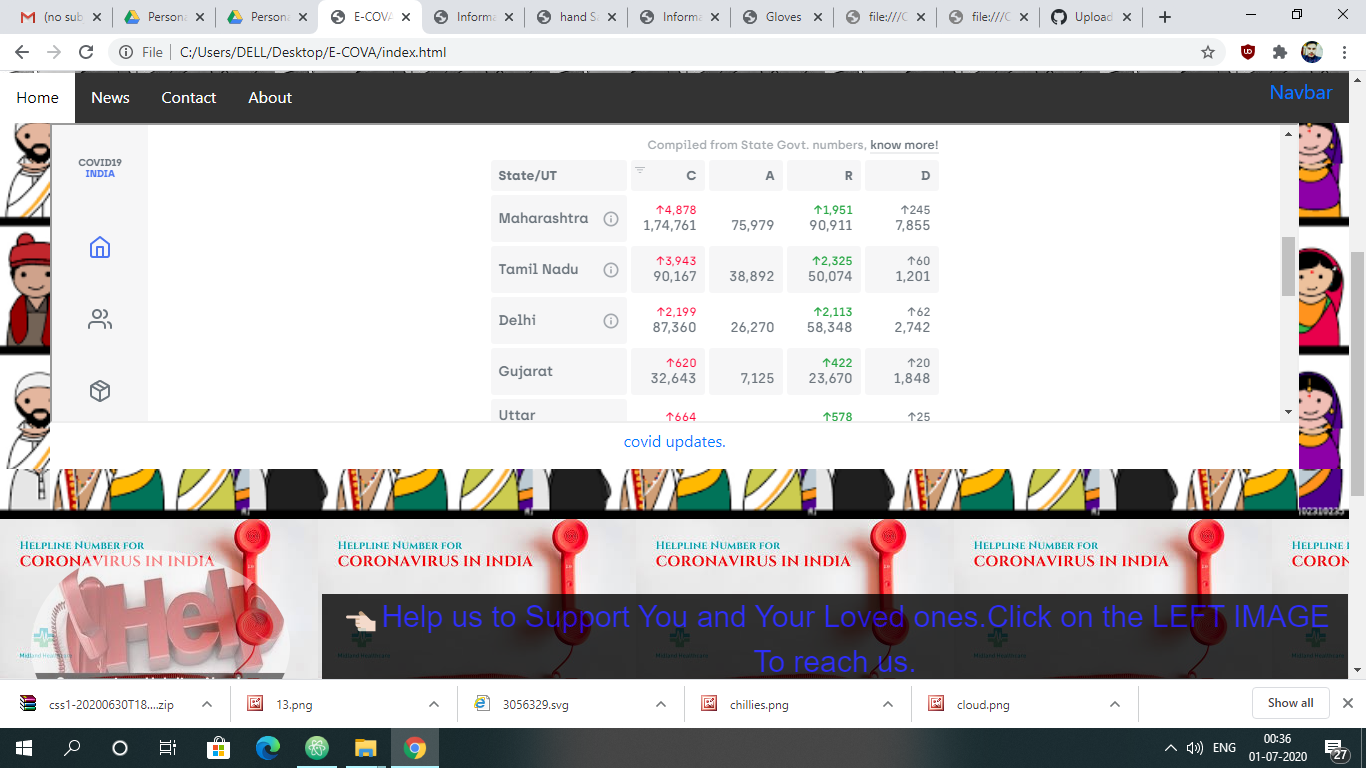 (no sub
Persona
Persona
E-COVA
Informa
hand Sa
Informa
Gloves
file:///C
file:///C
Upload
File
C:/Users/DELL/Desktop/E-COVA/index.html
Home News Contact About
Navbar
COVID19
INDIA
Compiled from State Govt. numbers, know more!
State/UT C A R D
↑4,878 ↑1,951 ↑245
Maharashtra 1,74,761 75,979 90,911 7,855
↑3,943 ↑2,325 ↑60
Tamil Nadu 90,167 38,892 50,074 1,201
↑2,199 ↑2,113 ↑62
Delhi 87,360 26,270 58,348 2,742
↑620 ↑422 ↑20
Gujarat 32,643 7,125 23,670 1,848
Uttar ↑664 ↑578 ↑25
covid updates.
Helpline Number for
CORONAVIRUS IN INDIA
Helpline Number for
CORONAVIRUS IN INDIA
Helpline Number for
CORONAVIRUS IN INDIA
Helpline Number for
CORONAVIRUS IN INDIA
Helpline
CORONA
Help
👈🏻Help us to Support You and Your Loved ones.Click on the LEFT IMAGE
To reach us.
css1-20200630T18....zip
13.png
3056329.svg
chillies.png
cloud.png
Show all
ENG
00:36
01-07-2020
27